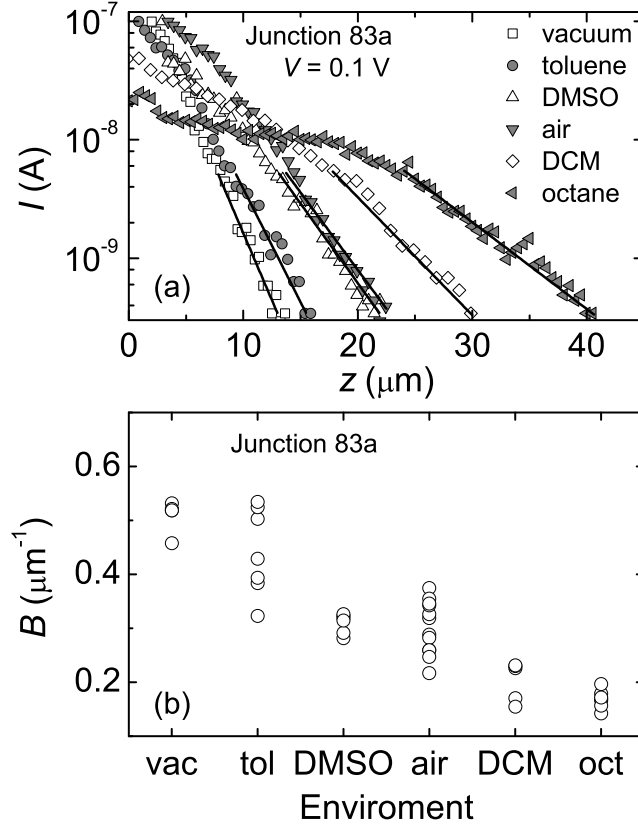 10⁻⁷
10⁻⁸
10⁻⁹
I (A)
Junction 83a
V = 0.1 V
vacuum
toluene
DMSO
air
DCM
octane
(a)
0 10 20 30 40
z (μm)
Junction 83a
0.6
0.4
0.2
B (μm⁻¹)
(b)
vac tol DMSO air DCM oct
Enviroment